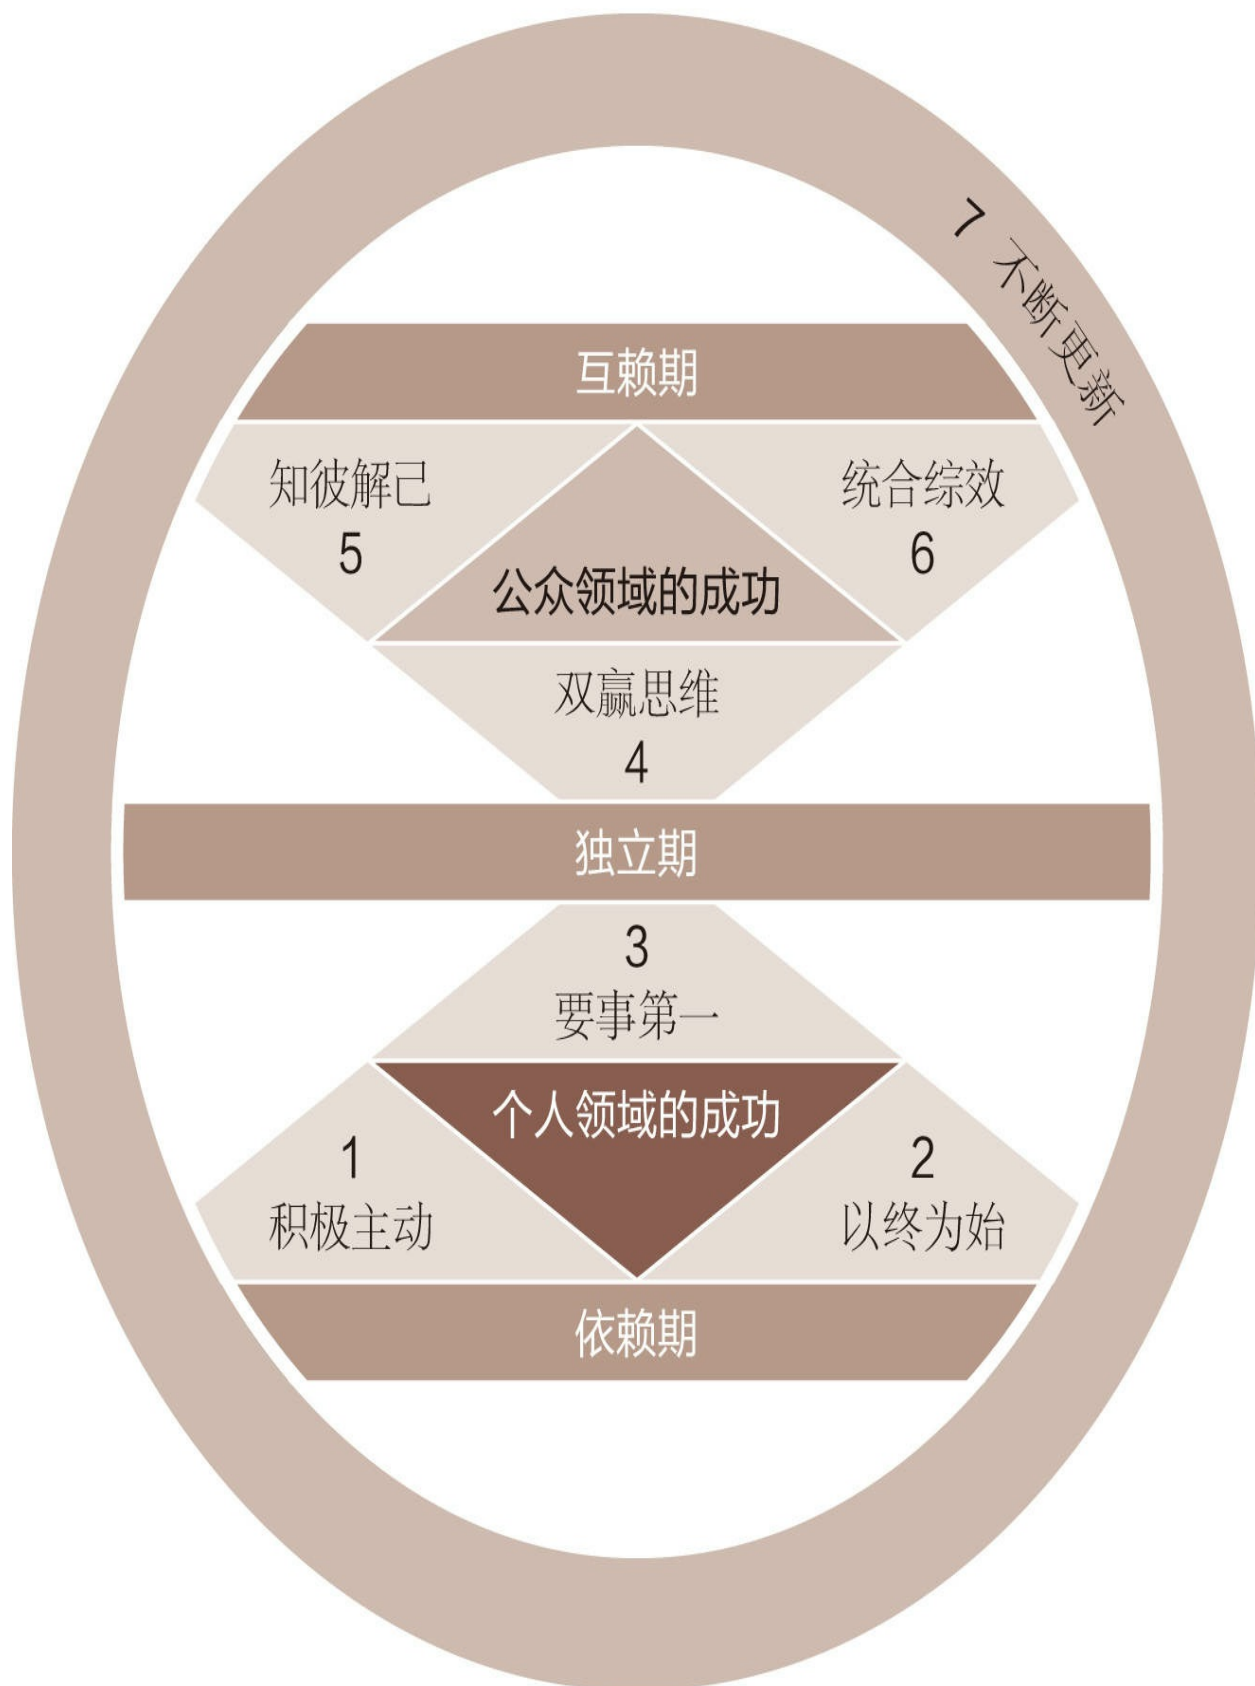 7 不断更新
互赖期
知彼解己
5
统合综效
6
公众领域的成功
双赢思维
4
独立期
3
要事第一
个人领域的成功
1
积极主动
2
以终为始
依赖期